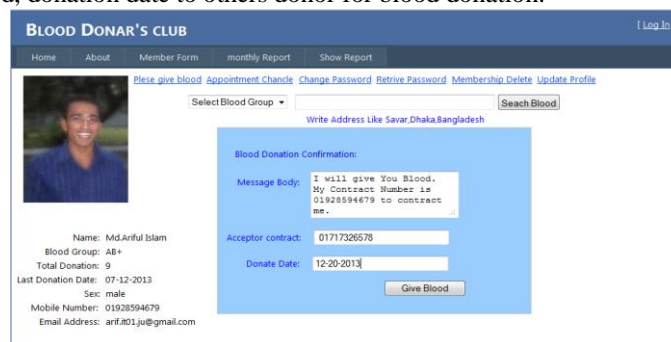 d, donation date to others donor for blood donation.
BLOOD DONAR'S CLUB
[ Log In
Home About Member Form monthly Report Show Report
Plese give blood Appointment Chancle Change Password Retrive Password Membership Delete Update Profile
Select Blood Group Seach Blood
Write Address Like Savar,Dhaka,Bangladesh
Blood Donation Confirmation:
Message Body: I will give You Blood.
My Contract Number is
01928594679 to contract
me.
Name: Md.Ariful Islam
Acceptor contract: 01717326578
Blood Group: AB+
Total Donation: 9
Donate Date: 12-20-2013
Last Donation Date: 07-12-2013
Give Blood
Sex: male
Mobile Number: 01928594679
Email Address: arif.it01.ju@gmail.com